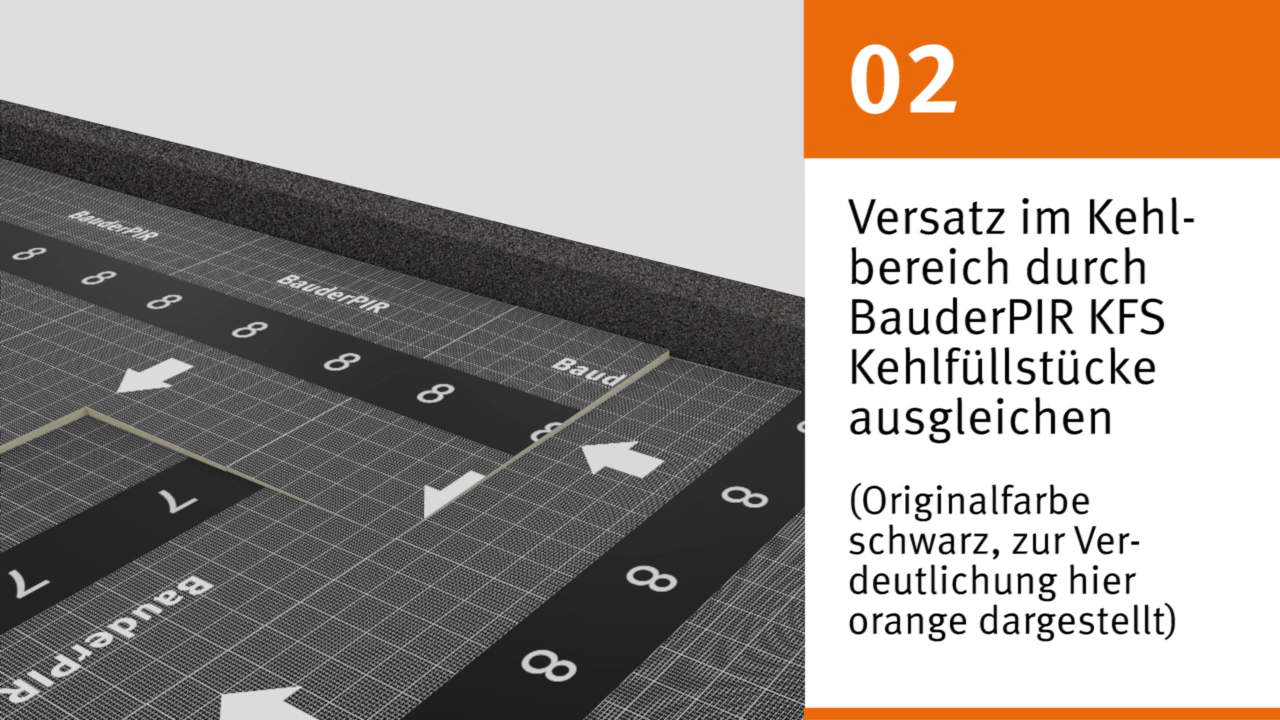 02
Versatz im Kehl-
bereich durch
BauderPIR KFS
Kehlfüllstücke
ausgleichen
(Originalfarbe
schwarz, zur Ver-
deutlichung hier
orange dargestellt)
BauderPIR
8 8 8 8 8 8 8
BauderPIR
Baud
8
8
8
8
7
7
BauderPIR